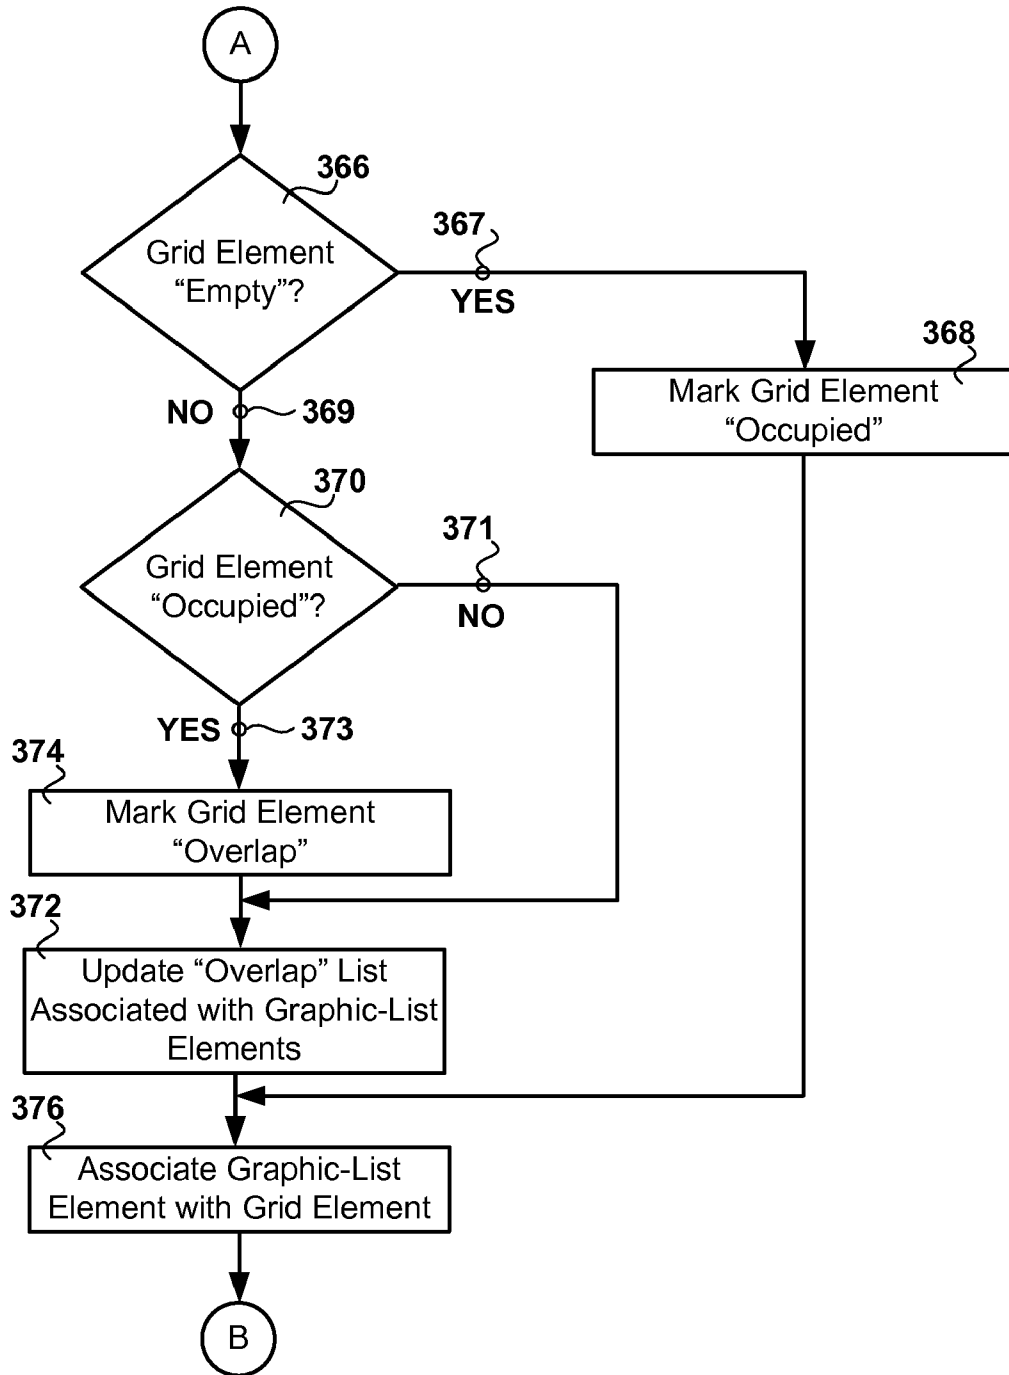 A
366
Grid Element
“Empty”?
367
YES
368
Mark Grid Element
“Occupied”
NO
369
370
Grid Element
“Occupied”?
371
NO
YES
373
374
Mark Grid Element
“Overlap”
372
Update “Overlap” List
Associated with Graphic-List
Elements
376
Associate Graphic-List
Element with Grid Element
B